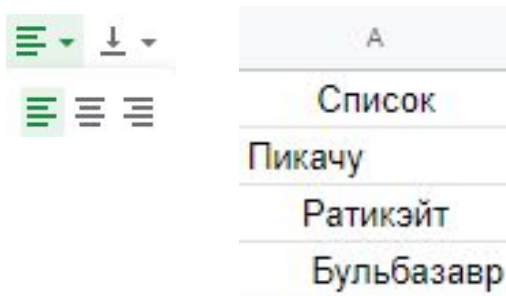 A
Список
Пикачу
Ратикэйт
Бульбазавр